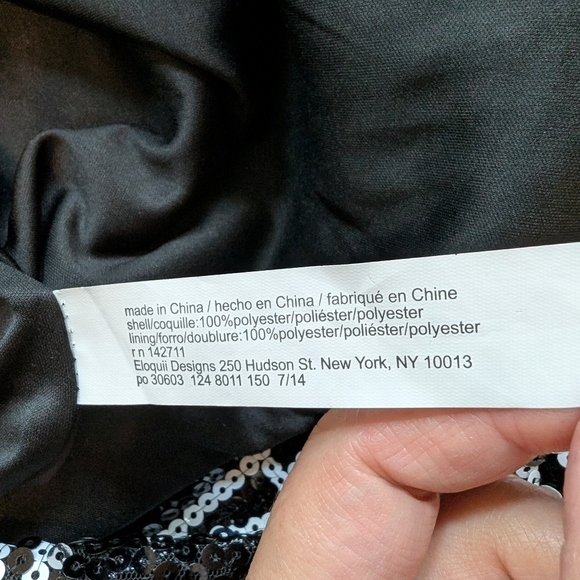 made in China / hecho en China / fabriqué en Chine
shell/coquille:100%polyester/poliéster/polyester
lining/forro/doublure:100%polyester/poliéster/polyester
r n 142711
Eloquii Designs 250 Hudson St. New York, NY 10013
po 30603 124 8011 150 7/14